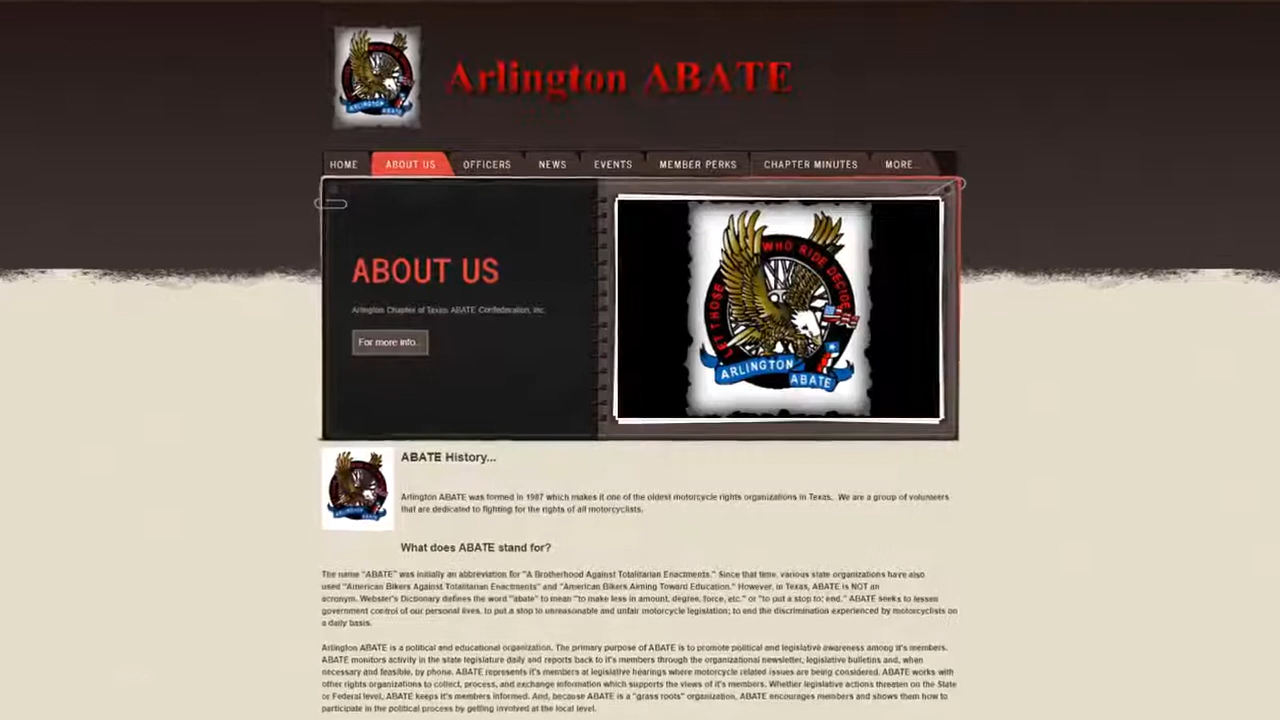 Arlington ABATE
HOME ABOUT US OFFICERS NEWS EVENTS MEMBER PERKS CHAPTER MINUTES MORE...
ABOUT US
Arlington Chapter of Texas ABATE Confederation, Inc.
For more info...
LET THOSE WHO RIDE DECIDE
ARLINGTON
ABATE
ABATE History...
Arlington ABATE was formed in 1987 which makes it one of the oldest motorcycle rights organizations in Texas. We are a group of volunteers
that are dedicated to fighting for the rights of all motorcyclists.
What does ABATE stand for?
The name "ABATE" was initially an abbreviation for "A Brotherhood Against Totalitarian Enactments." Since that time, various state organizations have also
used "American Bikers Against Totalitarian Enactments" and "American Bikers Aiming Toward Education." However, in Texas, ABATE is NOT an
acronym. Webster's Dictionary defines the word "abate" to mean "to make less in amount, degree, force, etc." or "to put a stop to; end." ABATE seeks to lessen
government control of our personal lives, to put a stop to unreasonable and unfair motorcycle legislation; to end the discrimination experienced by motorcyclists on
a daily basis.
Arlington ABATE is a political and educational organization. The primary purpose of ABATE is to promote political and legislative awareness among it's members.
ABATE monitors activity in the state legislature daily and reports back to it's members through the organizational newsletter, legislative bulletins and, when
necessary and feasible, by phone. ABATE represents it's members at legislative hearings where motorcycle related issues are being considered. ABATE works with
other rights organizations to collect, process, and exchange information which supports the views of it's members. Whether legislative actions threaten on the State
or Federal level, ABATE keeps it's members informed. And, because ABATE is a "grass roots" organization, ABATE encourages members and shows them how to
participate in the political process by getting involved at the local level.